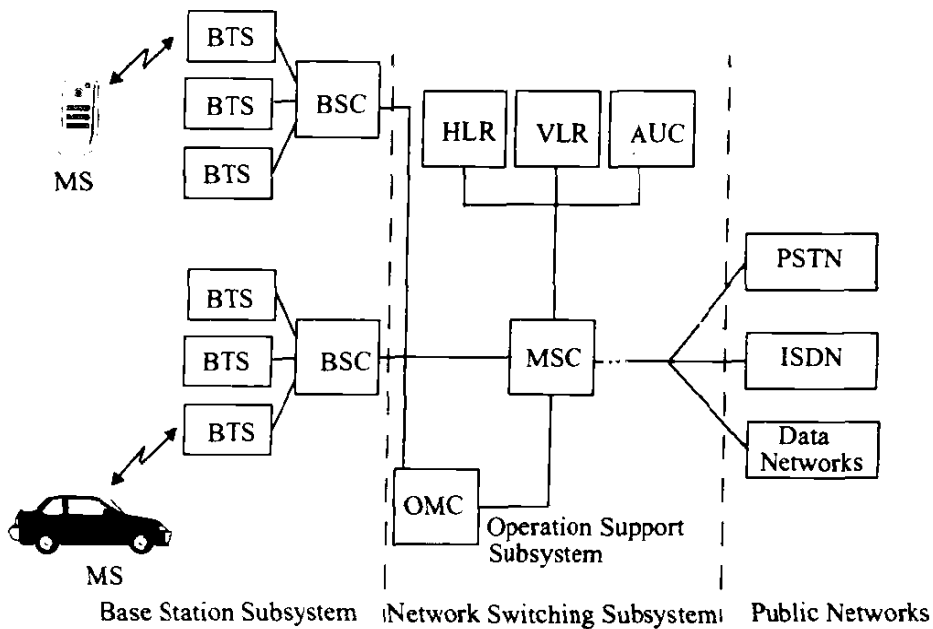 BTS
BTS
BTS
BSC
MS
HLR
VLR
AUC
BTS
BTS
BTS
BSC
MSC
PSTN
ISDN
Data
Networks
OMC
Operation Support
Subsystem
MS
Base Station Subsystem
Network Switching Subsystem
Public Networks